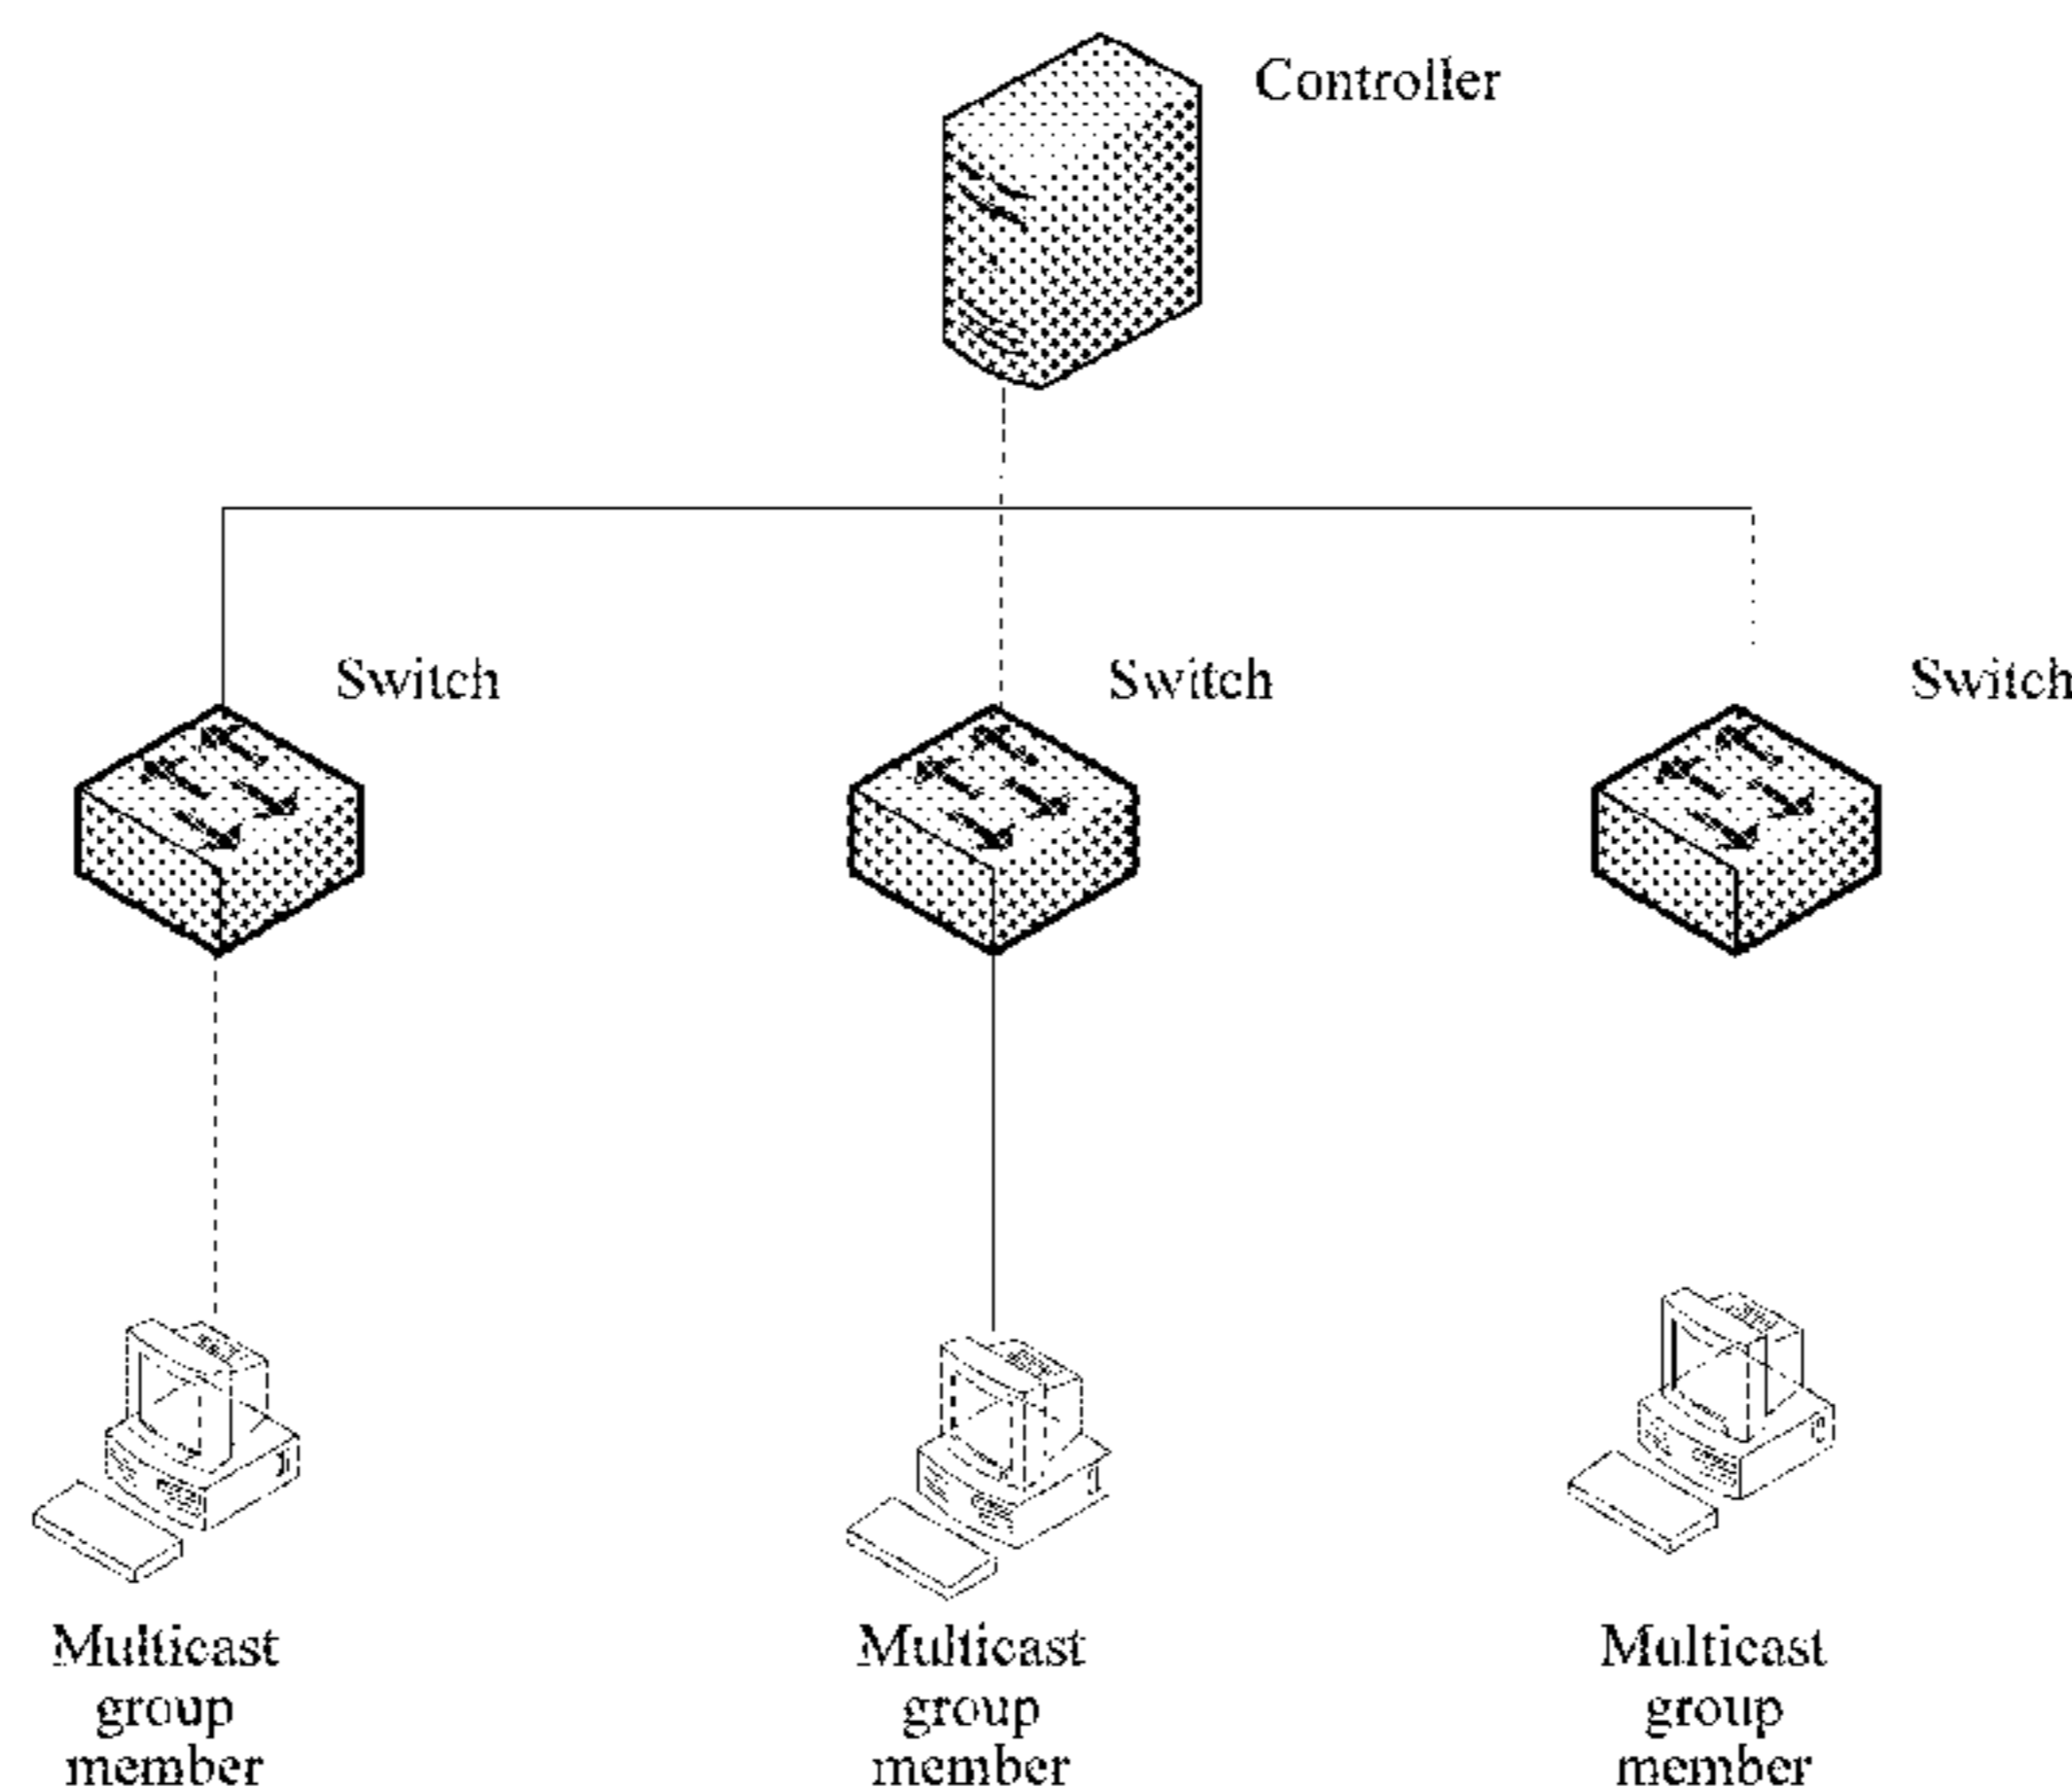 Controller
Switch
Switch
Switch
Multicast
group
member
Multicast
group
member
Multicast
group
member